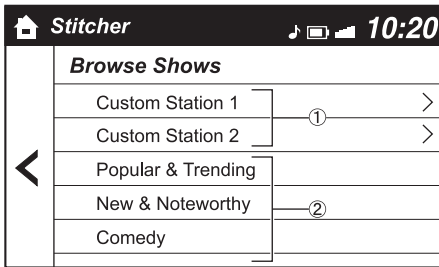 Stitcher 10:20
Browse Shows
Custom Station 1
①
Custom Station 2
Popular & Trending
New & Noteworthy
②
Comedy